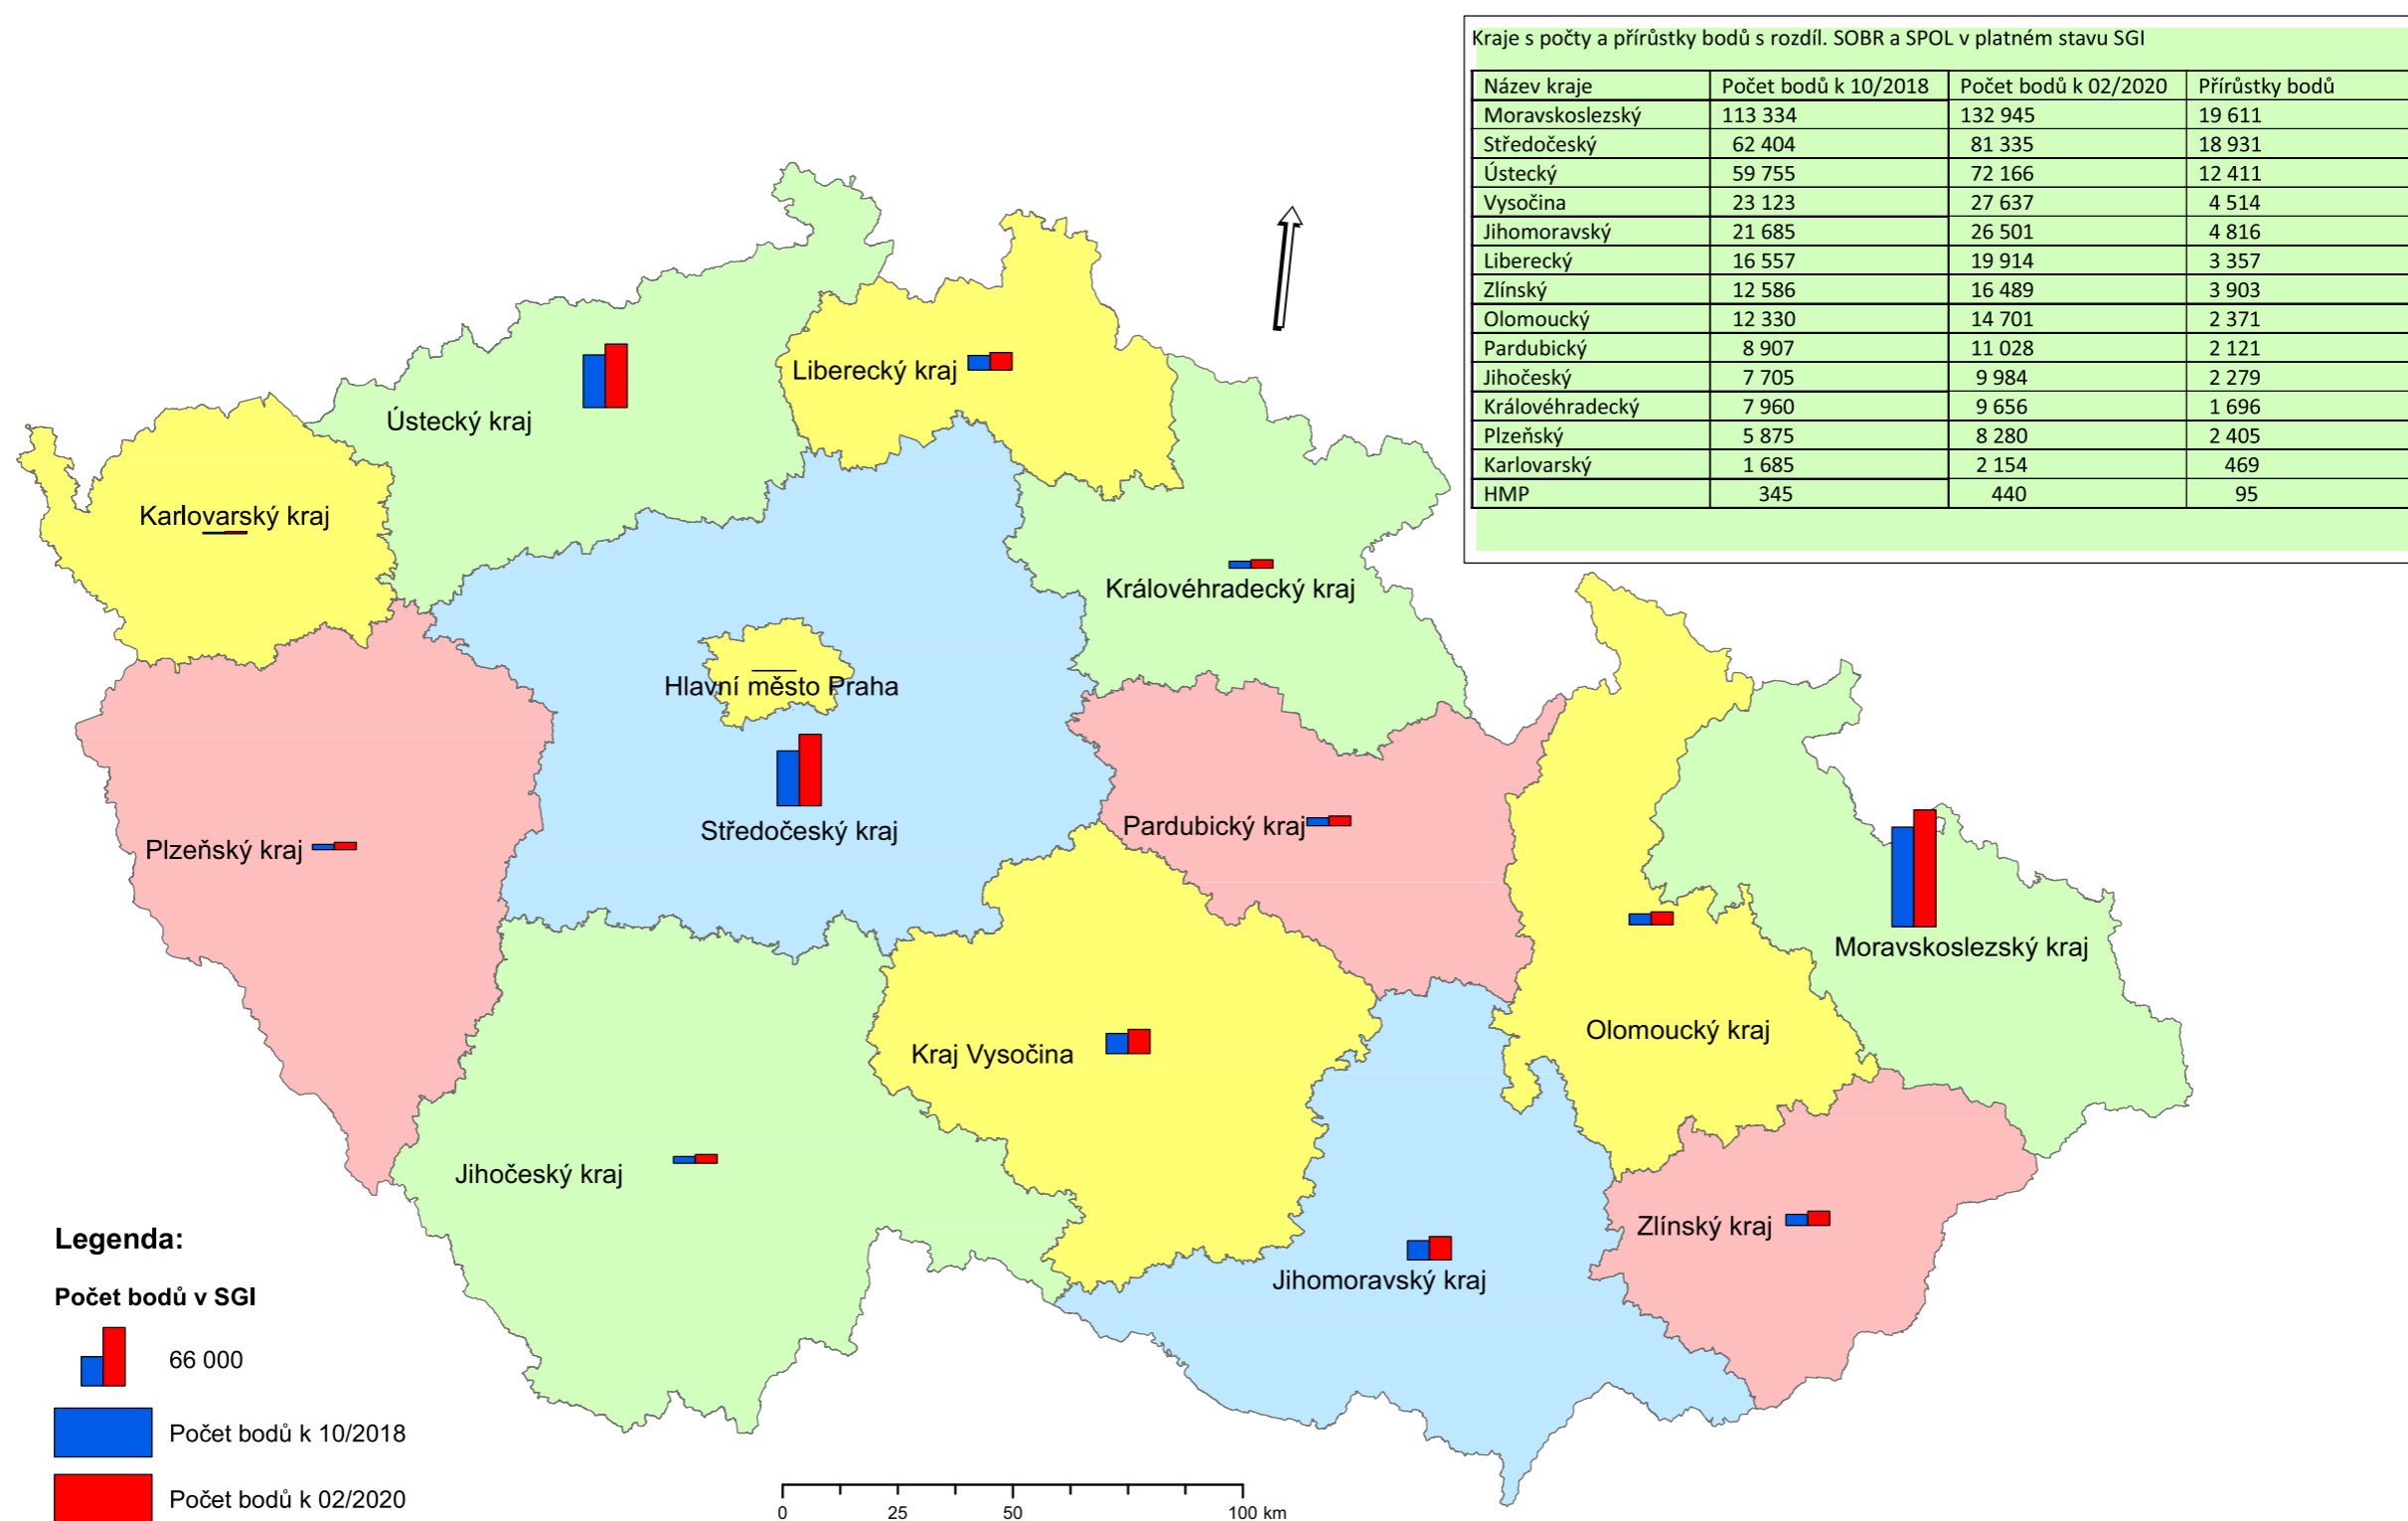 Kraje s počty a přírůstky bodů s rozdíl. SOBR a SPOL v platném stavu SGI
Název kraje Počet bodů k 10/2018 Počet bodů k 02/2020 Přírůstky bodů
Moravskoslezský 113 334 132 945 19 611
Středočeský 62 404 81 335 18 931
Ústecký 59 755 72 166 12 411
Vysočina 23 123 27 637 4 514
Jihomoravský 21 685 26 501 4 816
Liberecký 16 557 19 914 3 357
Zlínský 12 586 16 489 3 903
Olomoucký 12 330 14 701 2 371
Pardubický 8 907 11 028 2 121
Jihočeský 7 705 9 984 2 279
Královéhradecký 7 960 9 656 1 696
Plzeňský 5 875 8 280 2 405
Karlovarský 1 685 2 154 469
HMP 345 440 95
Liberecký kraj
Ústecký kraj
Karlovarský kraj
Královéhradecký kraj
Hlavní město Praha
Středočeský kraj
Pardubický kraj
Plzeňský kraj
Moravskoslezský kraj
Olomoucký kraj
Kraj Vysočina
Jihočeský kraj
Zlínský kraj
Jihomoravský kraj
Legenda:
Počet bodů v SGI
66 000
Počet bodů k 10/2018
Počet bodů k 02/2020
0 25 50 100 km